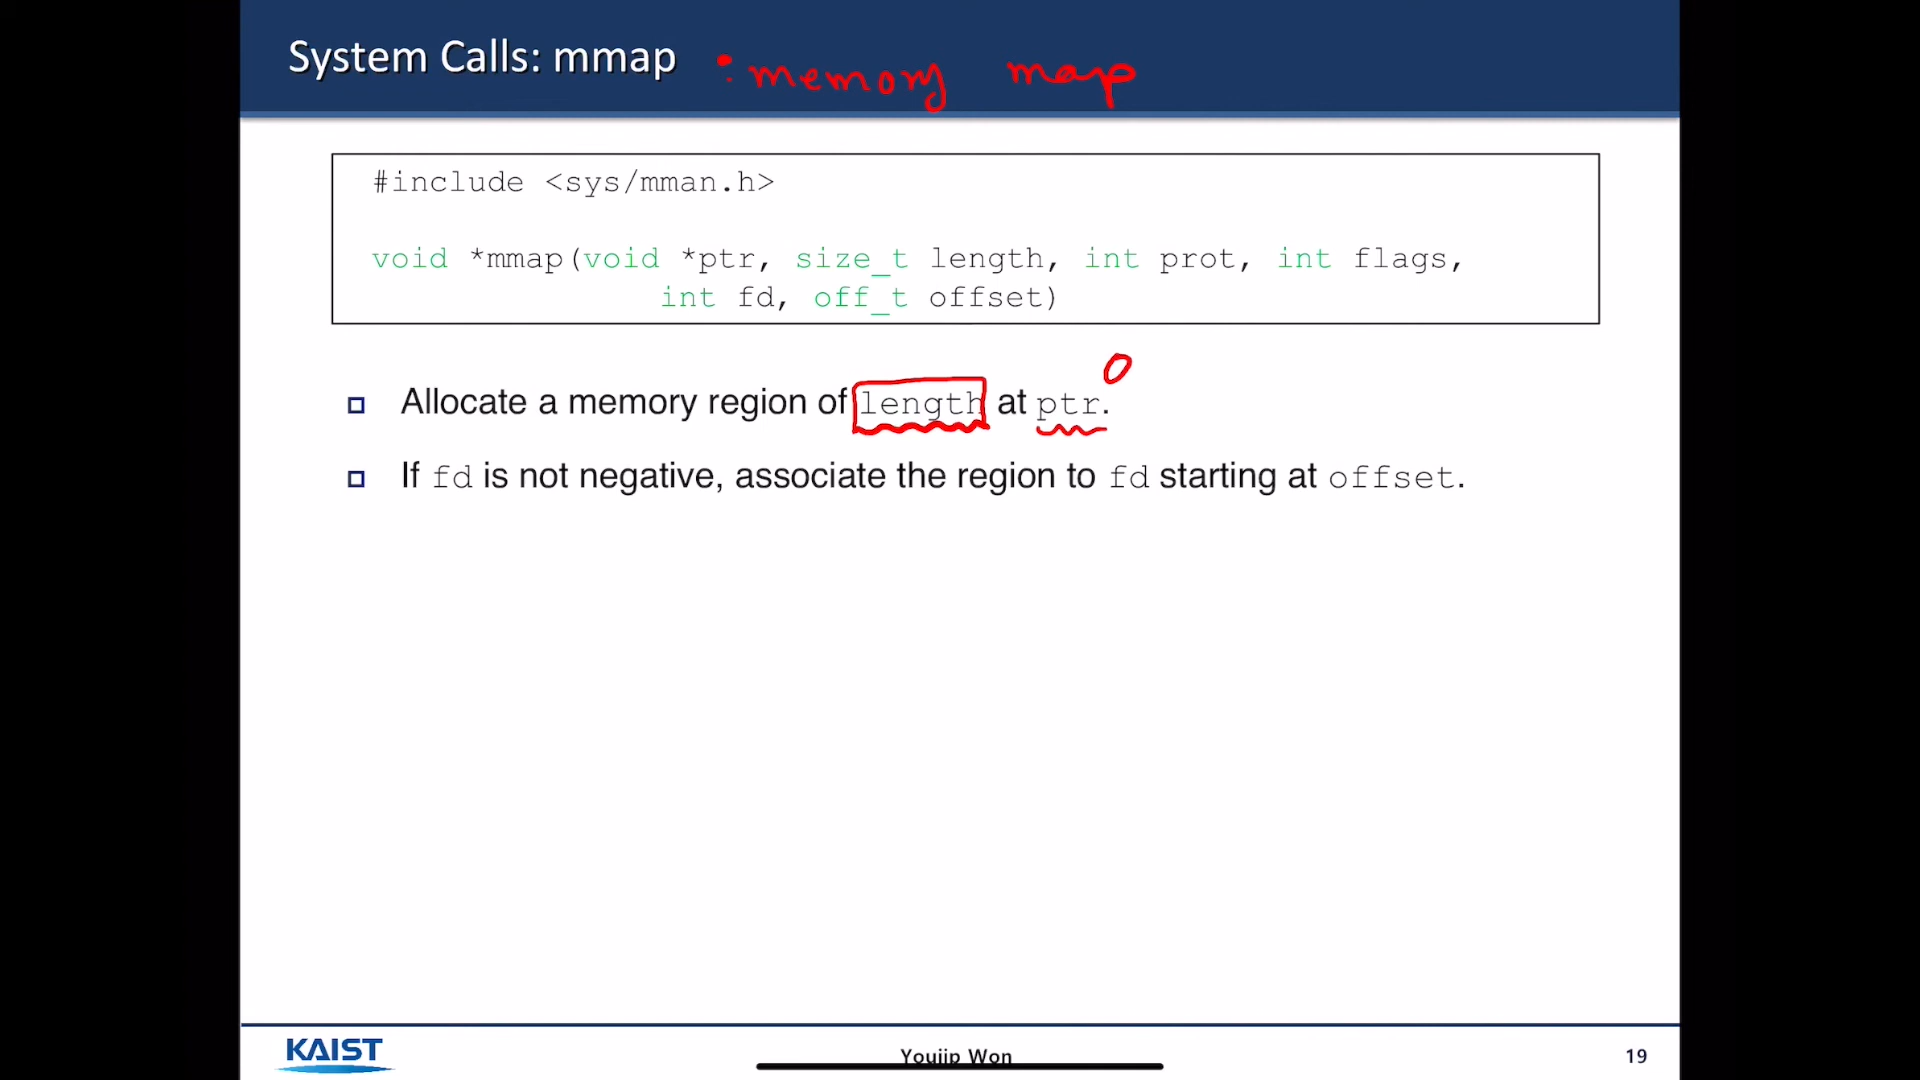 System Calls: mmap : memory map
#include <sys/mman.h>
void *mmap(void *ptr, size_t length, int prot, int flags,
int fd, off_t offset)
0
Allocate a memory region of length at ptr.
If fd is not negative, associate the region to fd starting at offset.
KAIST
Youjip Won
19